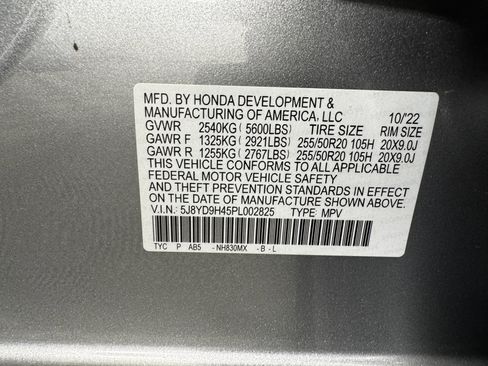 MFD. BY HONDA DEVELOPMENT &
MANUFACTURING OF AMERICA, LLC 10/22
GVWR 2540KG( 5600LBS) TIRE SIZE RIM SIZE
GAWR F 1325KG( 2921LBS) 255/50R20 105H 20X9.0J
GAWR R 1255KG( 2767LBS) 255/50R20 105H 20X9.0J
THIS VEHICLE CONFORMS TO ALL APPLICABLE
FEDERAL MOTOR VEHICLE SAFETY
AND THEFT PREVENTION STANDARDS IN EFFECT
ON THE DATE OF MANUFACTURE SHOWN ABOVE.
V.I.N.: 5J8YD9H45PL002825 TYPE: MPV
TYC P AB5 - NH830MX - B - L